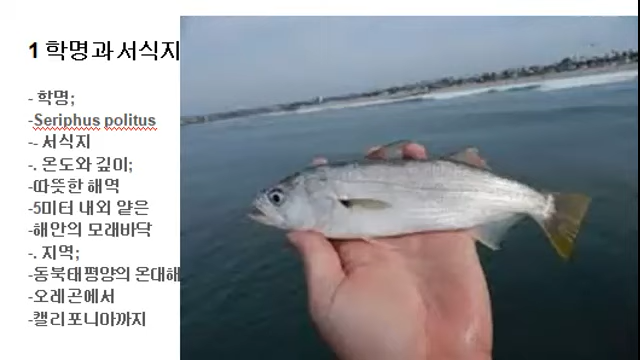 1 학명과 서식지
- 학명;
-Seriphus politus
-- 서식지
-. 온도와 깊이;
-따뜻한 해역
-5미터 내외 얕은
-해안의 모래바닥
-. 지역;
-동북태평양의 온대해
-오레곤에서
-캘리포니아까지